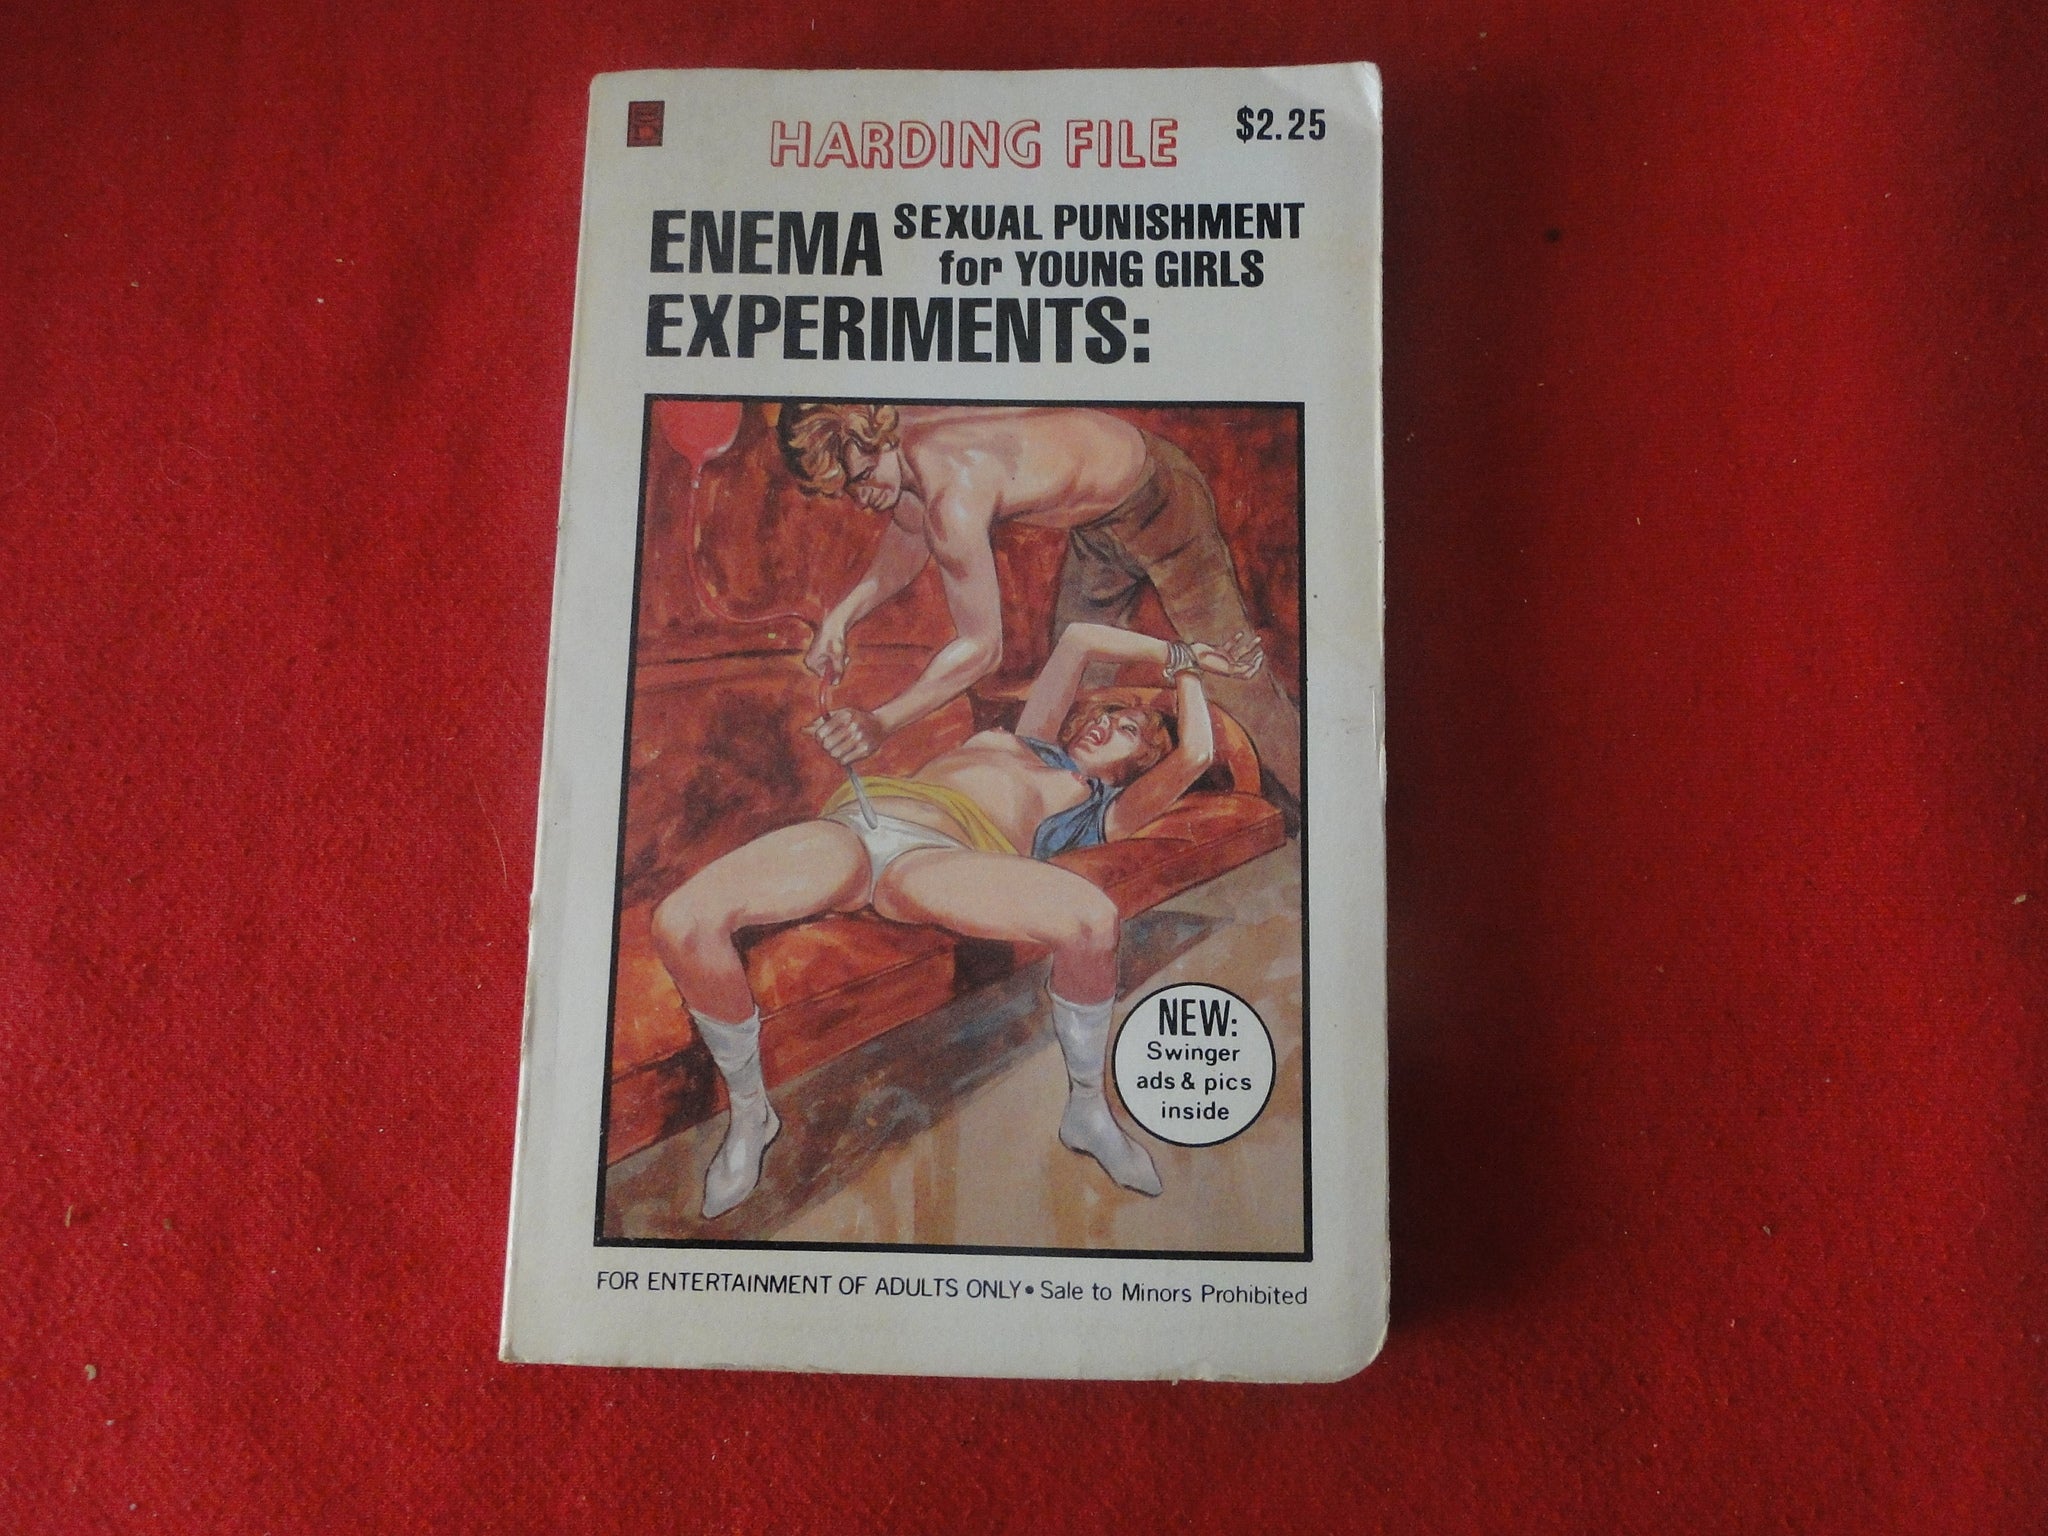 HARDING FILE
$2.25
ENEMA
SEXUAL PUNISHMENT
for YOUNG GIRLS
EXPERIMENTS:
NEW:
Swinger
ads & pics
inside
FOR ENTERTAINMENT OF ADULTS ONLY • Sale to Minors Prohibited